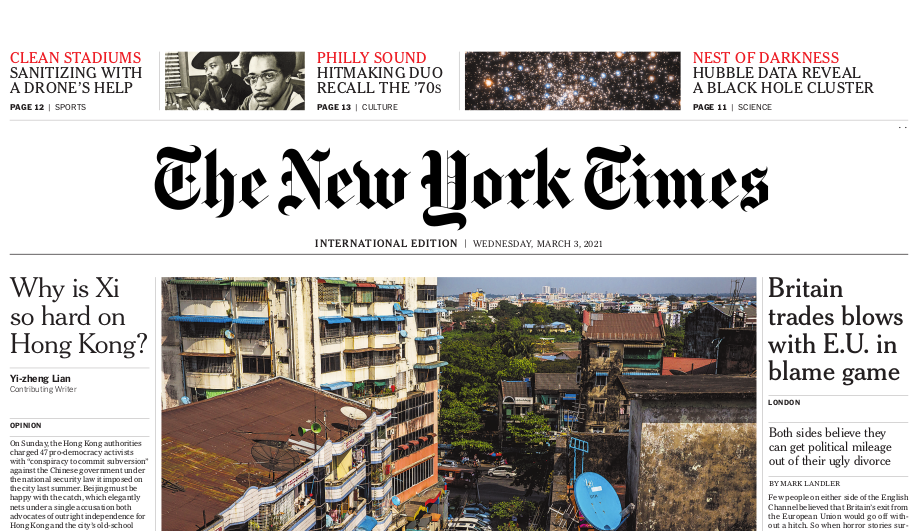 CLEAN STADIUMS
SANITIZING WITH
A DRONE'S HELP
PAGE 12 | SPORTS
PHILLY SOUND
HITMAKING DUO
RECALL THE '70s
PAGE 13 | CULTURE
NEST OF DARKNESS
HUBBLE DATA REVEAL
A BLACK HOLE CLUSTER
PAGE 11 | SCIENCE
The New York Times
INTERNATIONAL EDITION | WEDNESDAY, MARCH 3, 2021
Why is Xi
so hard on
Hong Kong?
Yi-zheng Lian
Contributing Writer
OPINION
On Sunday, the Hong Kong authorities
charged 47 pro-democracy activists
with "conspiracy to commit subversion"
against the Chinese government under
the national security law it imposed on
the city last summer. Beijing must be
happy with the catch, which elegantly
nets under a single accusation both
advocates of outright independence for
Hong Kong and the city's old-school
Britain
trades blows
with E.U. in
blame game
LONDON
Both sides believe they
can get political mileage
out of their ugly divorce
BY MARK LANDLER
Few people on either side of the English
Channel believed that Britain's exit from
the European Union would go off with-
out a hitch. So when horror stories sur-